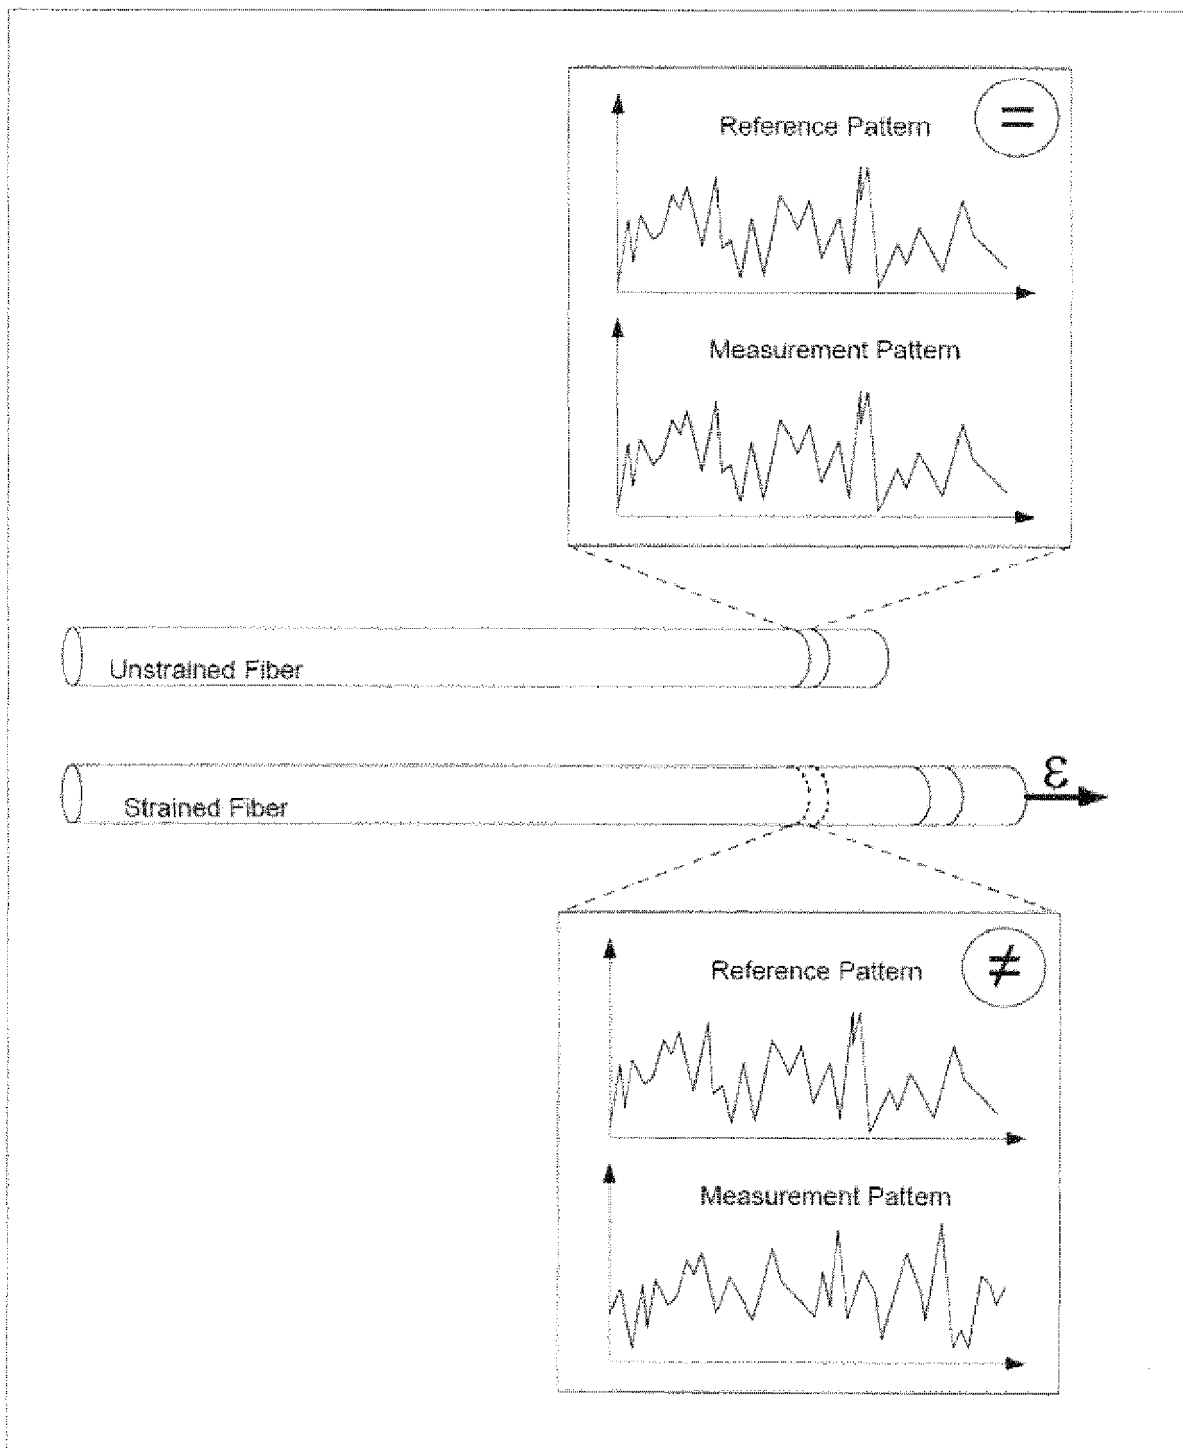 Reference Pattern
=
Measurement Pattern
Unstrained Fiber
Strained Fiber
ε
Reference Pattern
≠
Measurement Pattern